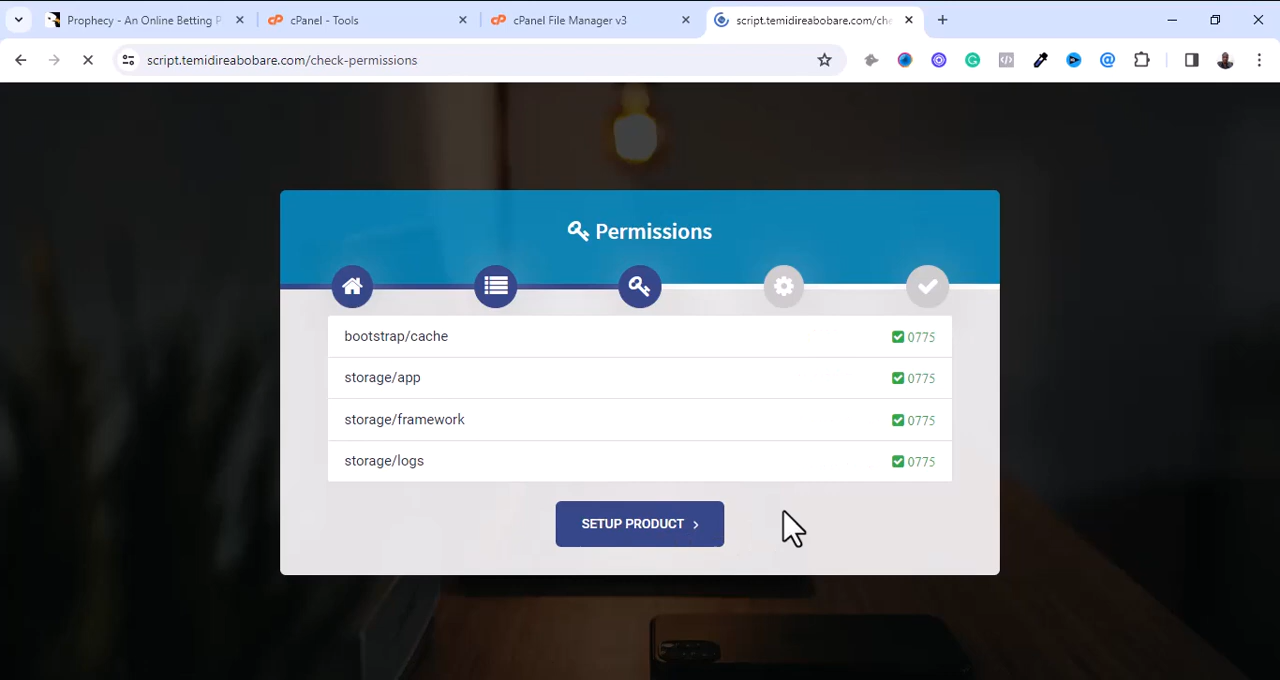 Prophecy - An Online Betting P
cPanel - Tools
cPanel File Manager v3
script.temidireabobare.com/che
script.temidireabobare.com/check-permissions
Permissions
bootstrap/cache 0775
storage/app 0775
storage/framework 0775
storage/logs 0775
SETUP PRODUCT